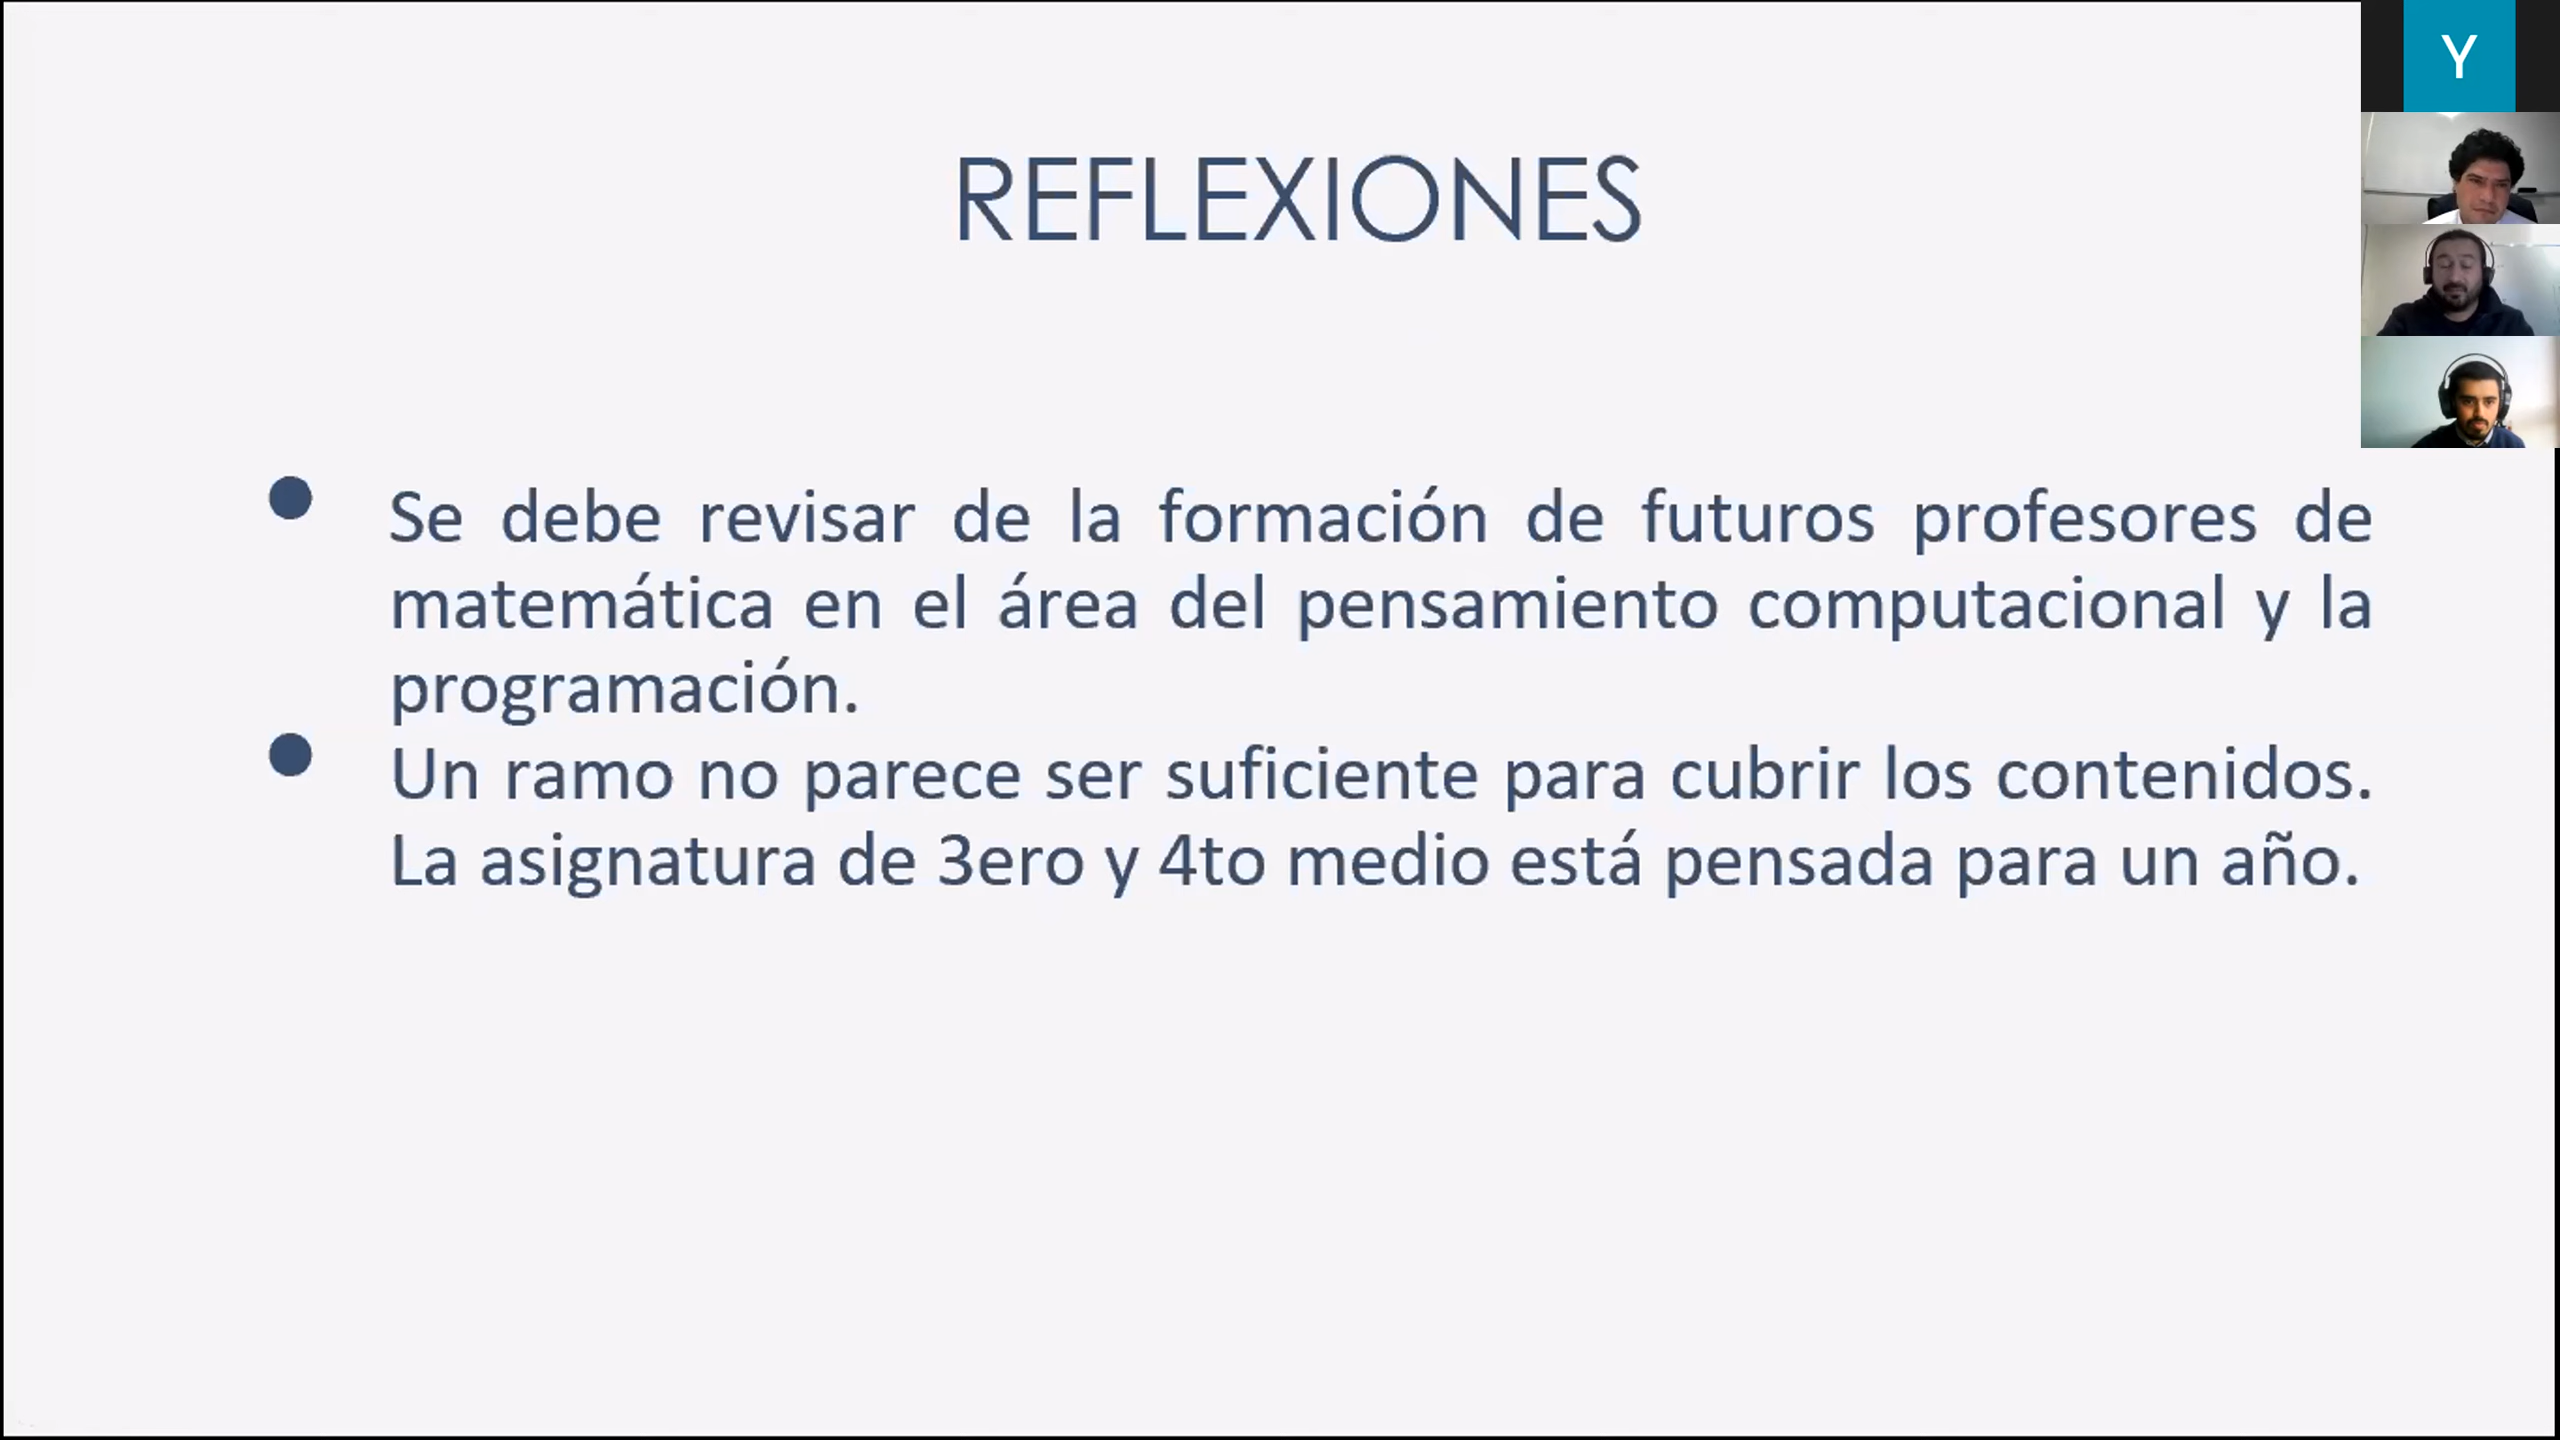 Y
REFLEXIONES
• Se debe revisar de la formación de futuros profesores de
matemática en el área del pensamiento computacional y la
programación.
• Un ramo no parece ser suficiente para cubrir los contenidos.
La asignatura de 3ero y 4to medio está pensada para un año.